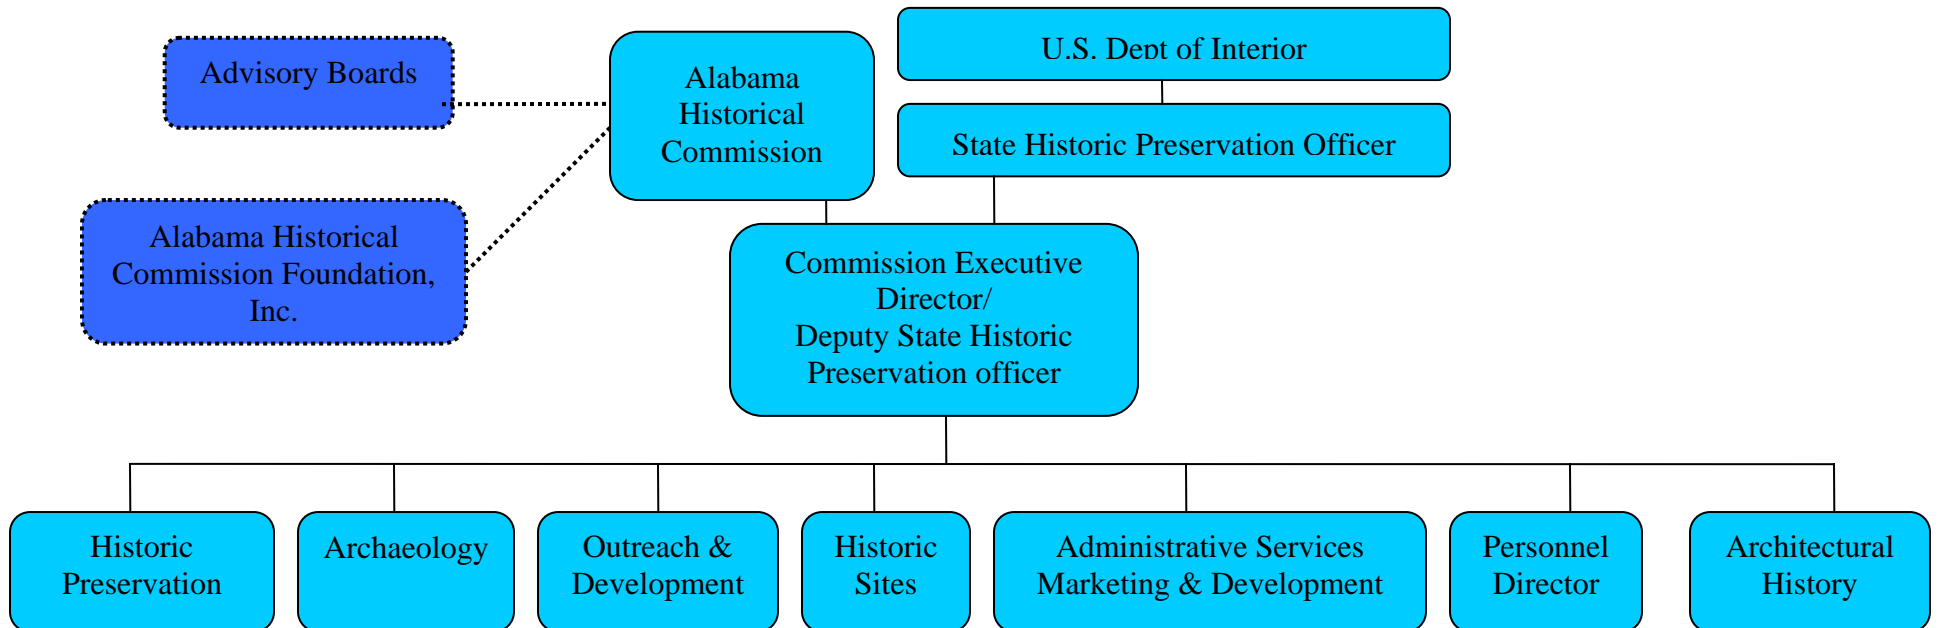 Advisory Boards
Alabama
Historical
Commission
U.S. Dept of Interior
State Historic Preservation Officer
Alabama Historical
Commission Foundation,
Inc.
Commission Executive
Director/
Deputy State Historic
Preservation officer
Historic
Preservation
Archaeology
Outreach &
Development
Historic
Sites
Administrative Services
Marketing & Development
Personnel
Director
Architectural
History